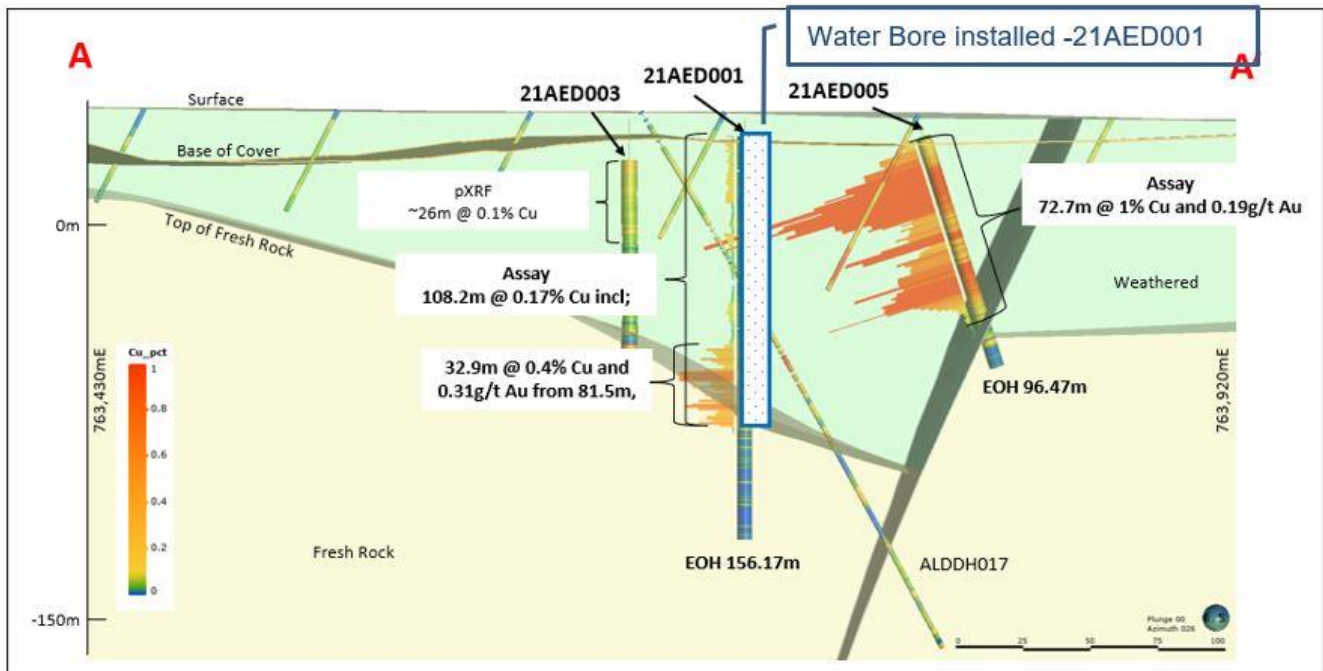 Water Bore installed -21AED001
A
A'
21AED001
21AED003
21AED005
Surface
Base of Cover
pXRF
~26m @ 0.1% Cu
Assay
72.7m @ 1% Cu and 0.19g/t Au
0m
Top of Fresh Rock
Assay
108.2m @ 0.17% Cu incl;
Weathered
Cu_pct
1
0.8
0.6
0.4
0.2
0
32.9m @ 0.4% Cu and
0.31g/t Au from 81.5m,
EOH 96.47m
763,430mE
763,920mE
Fresh Rock
EOH 156.17m
ALDDH017
-150m
Plunge 00
Azimuth 026
0 25 50 75 100